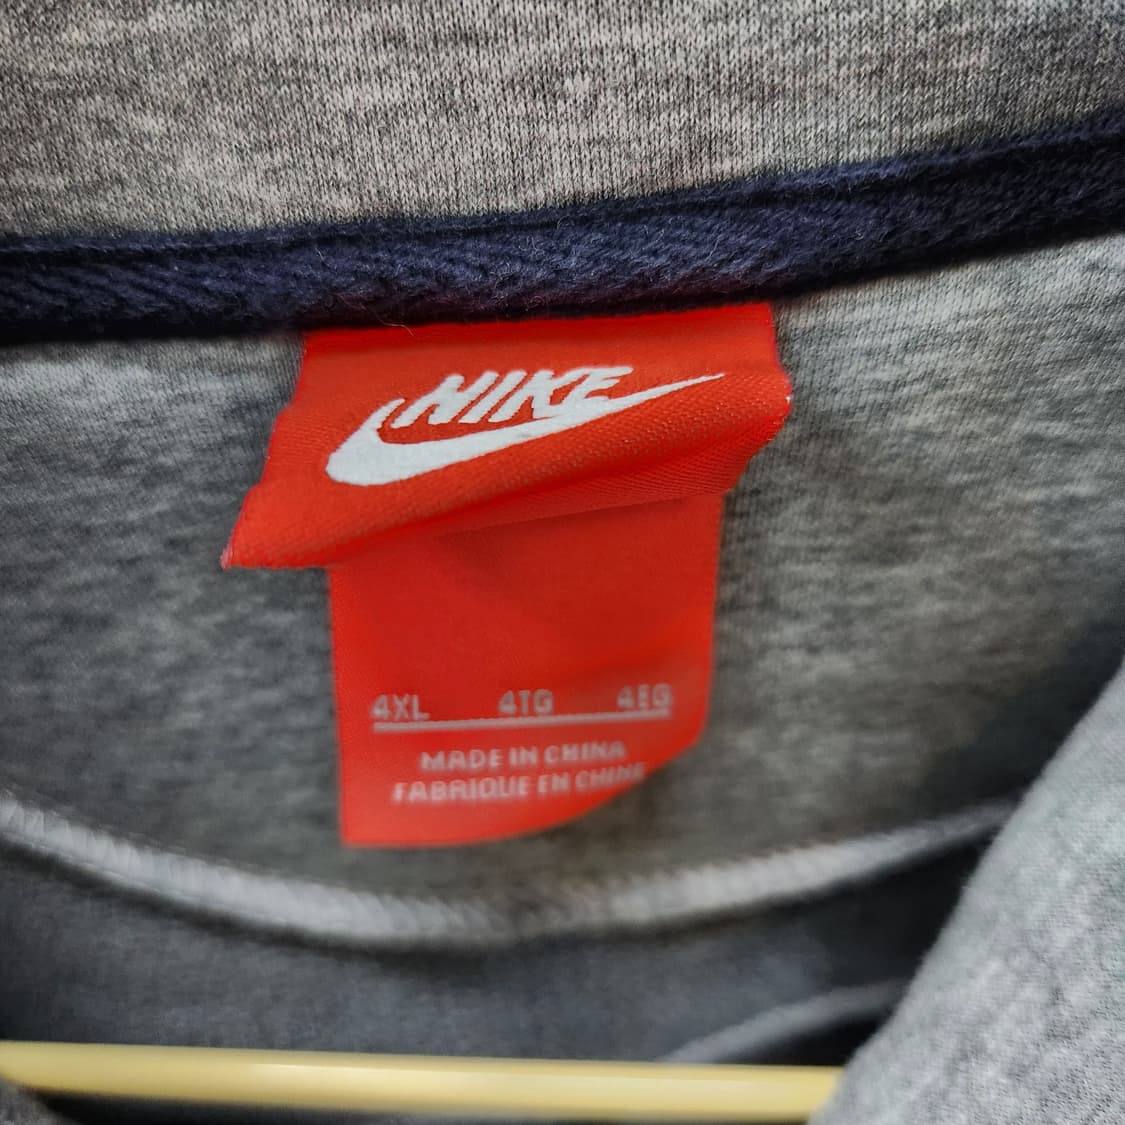 NIKE
4XL 4TG 4EG
MADE IN CHINA
FABRIQUE EN CHINE